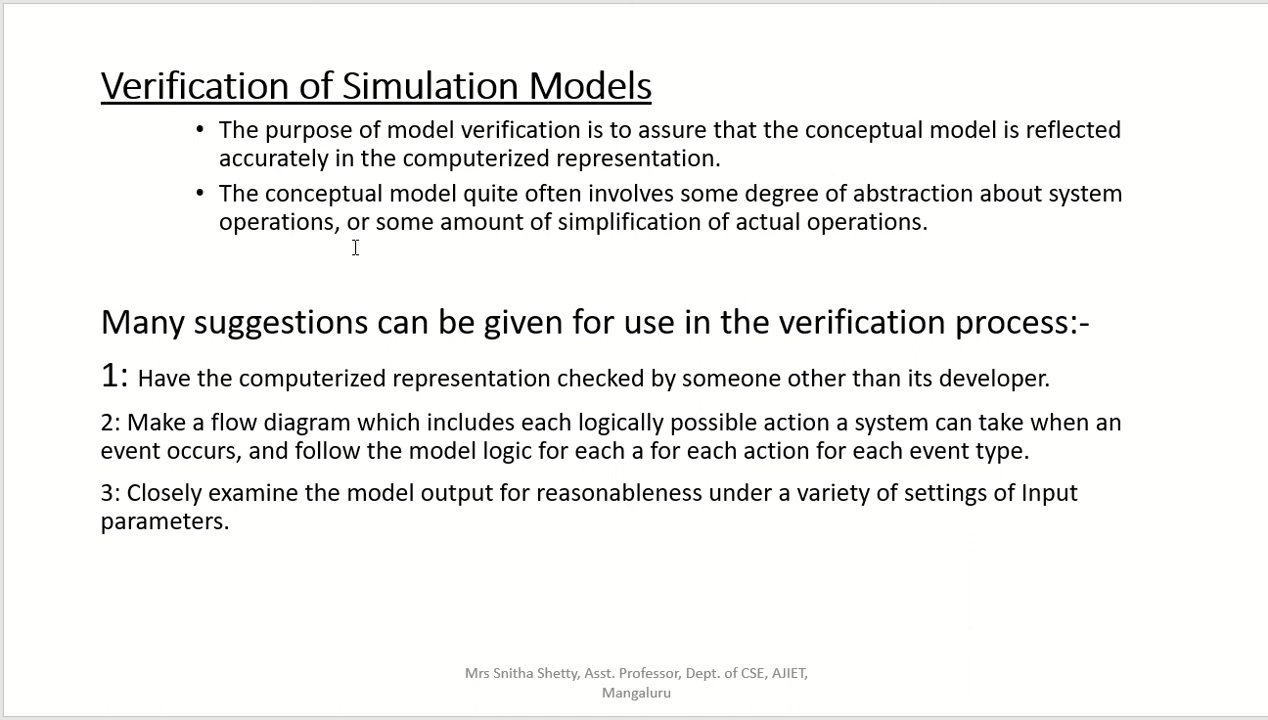 Verification of Simulation Models
• The purpose of model verification is to assure that the conceptual model is reflected
accurately in the computerized representation.
• The conceptual model quite often involves some degree of abstraction about system
operations, or some amount of simplification of actual operations.
Many suggestions can be given for use in the verification process:-
1: Have the computerized representation checked by someone other than its developer.
2: Make a flow diagram which includes each logically possible action a system can take when an
event occurs, and follow the model logic for each a for each action for each event type.
3: Closely examine the model output for reasonableness under a variety of settings of Input
parameters.
Mrs Snitha Shetty, Asst. Professor, Dept. of CSE, AJIET,
Mangaluru